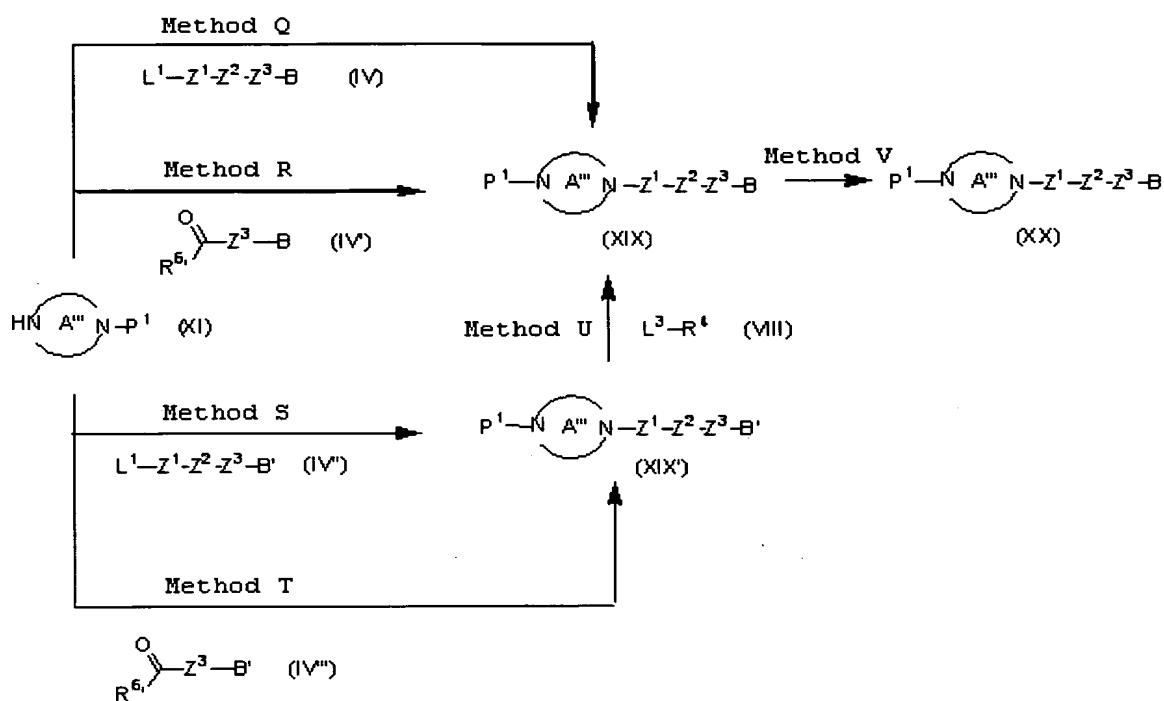 Method Q
L¹—Z¹-Z²-Z³—B (IV)
Method R
O
R⁶' Z³—B (IV')
P¹—N A''' N—Z¹—Z²-Z³—B
(XIX)
Method V
P¹—N A''' N—Z¹—Z²-Z³—B
(XX)
HN A''' N—P¹ (XI)
Method U L³—R⁴ (VIII)
Method S
L¹—Z¹-Z²-Z³—B' (IV'')
P¹—N A''' N—Z¹—Z²-Z³—B'
(XIX')
Method T
O
R⁶' Z³—B' (IV''')